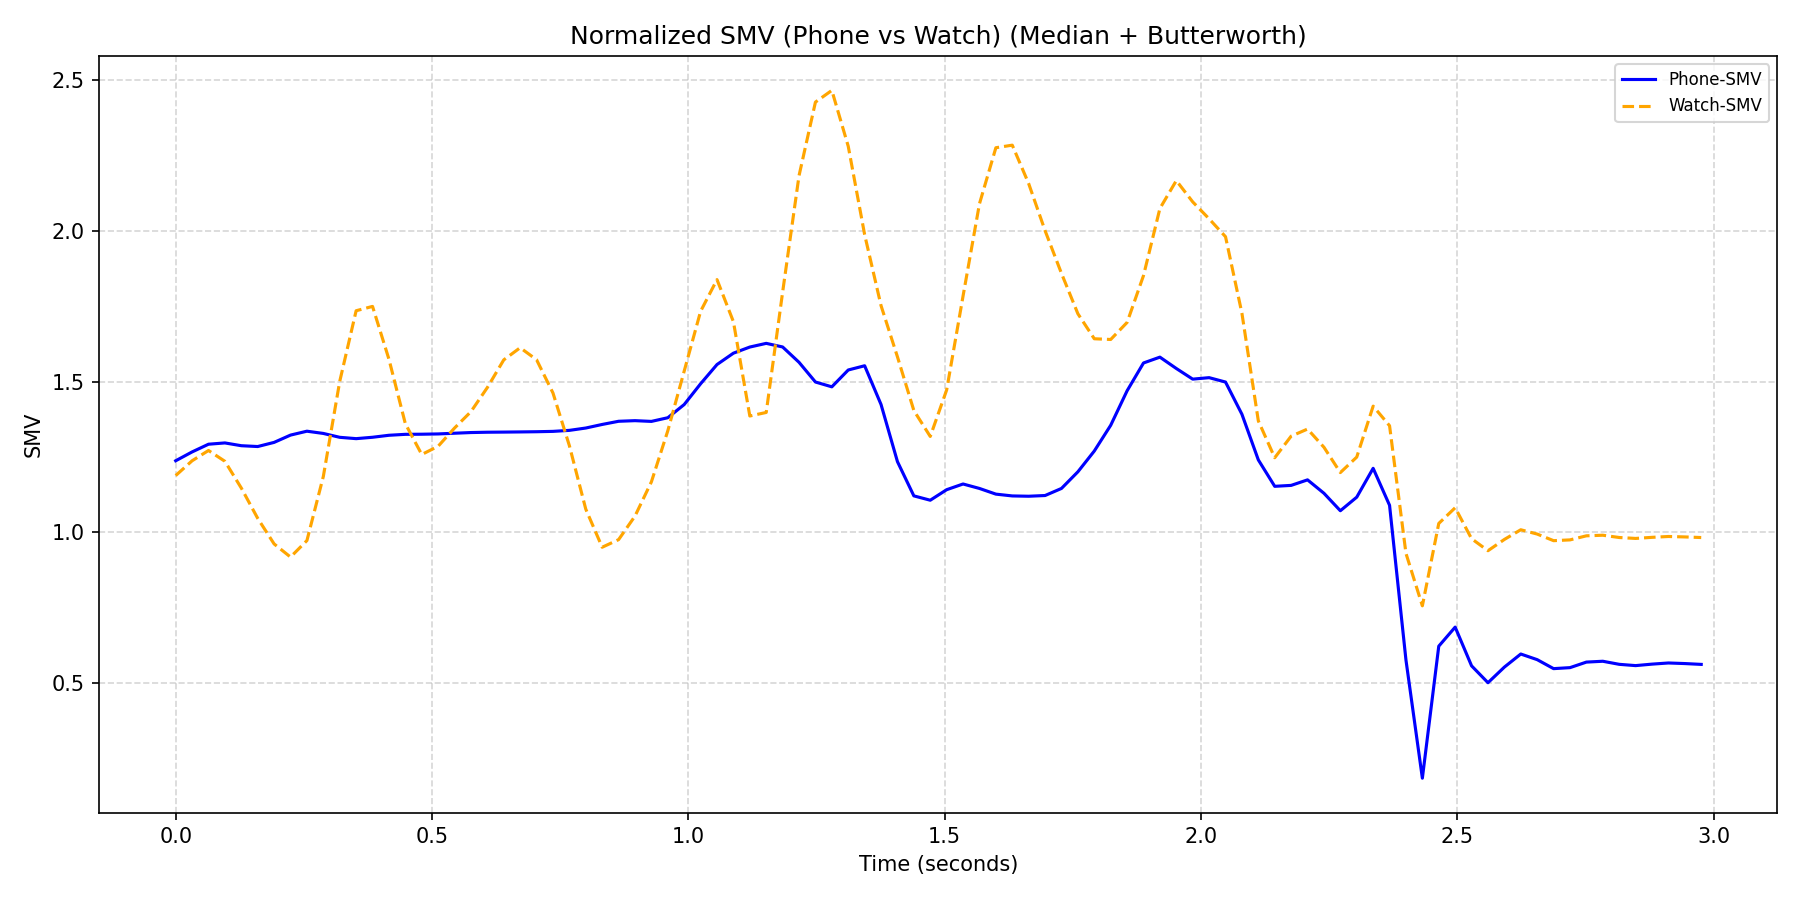 Normalized SMV (Phone vs Watch) (Median + Butterworth)
Phone-SMV
Watch-SMV
2.5
2.0
1.5
1.0
0.5
SMV
0.0 0.5 1.0 1.5 2.0 2.5 3.0
Time (seconds)